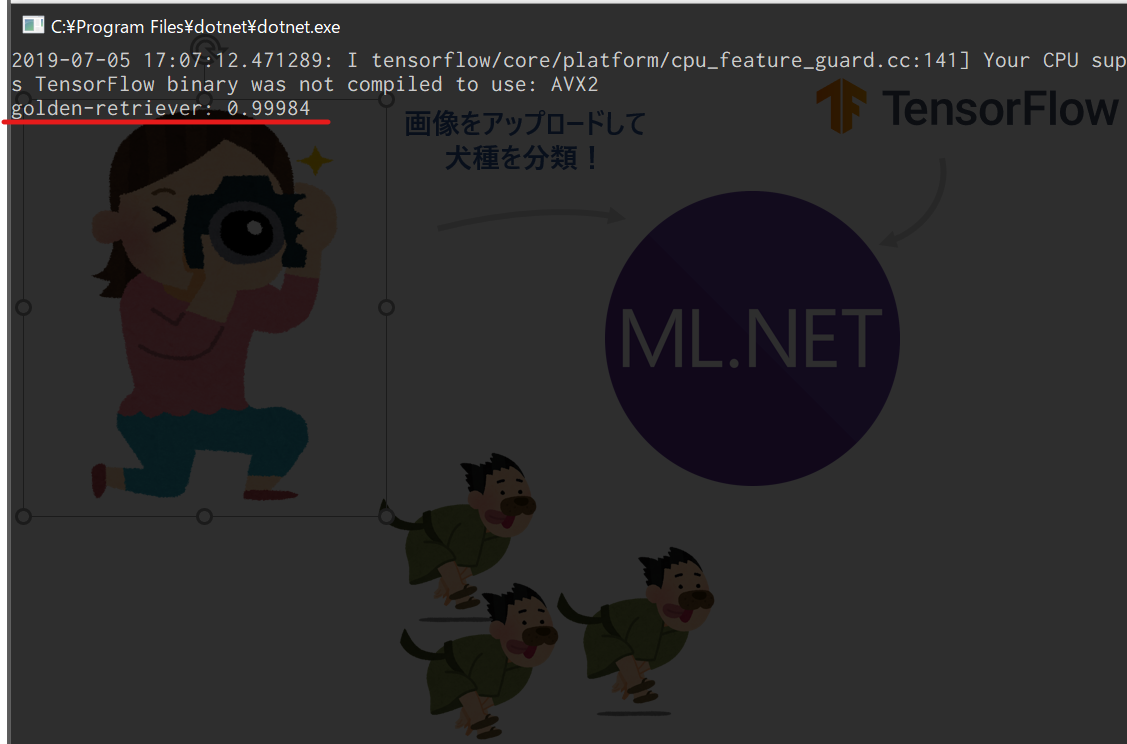 C:¥Program Files¥dotnet¥dotnet.exe
2019-07-05 17:07:12.471289: I tensorflow/core/platform/cpu_feature_guard.cc:141] Your CPU sup
s TensorFlow binary was not compiled to use: AVX2
golden-retriever: 0.99984
画像をアップロードして
犬種を分類！
TensorFlow
ML.NET